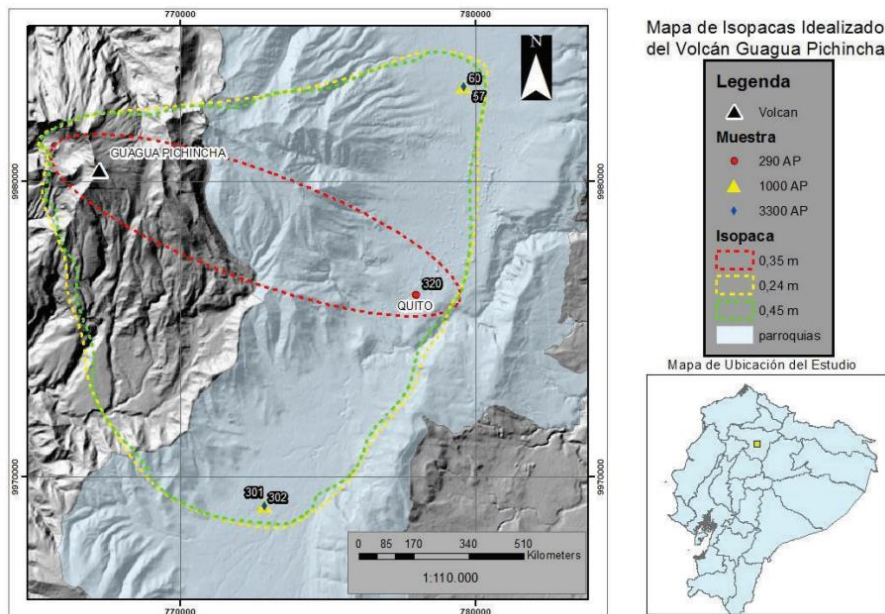 770000
780000
Mapa de Isopacas Idealizado
del Volcán Guagua Pichincha
N
60
57
GUAGUA PICHINCHA
9980000
9980000
320
QUITO
301
302
9970000
9970000
0 85 170 340 510
Kilometers
1:110.000
770000
780000
Legenda
Volcan
Muestra
290 AP
1000 AP
3300 AP
Isopaca
0,35 m
0,24 m
0,45 m
parroquias
Mapa de Ubicación del Estudio